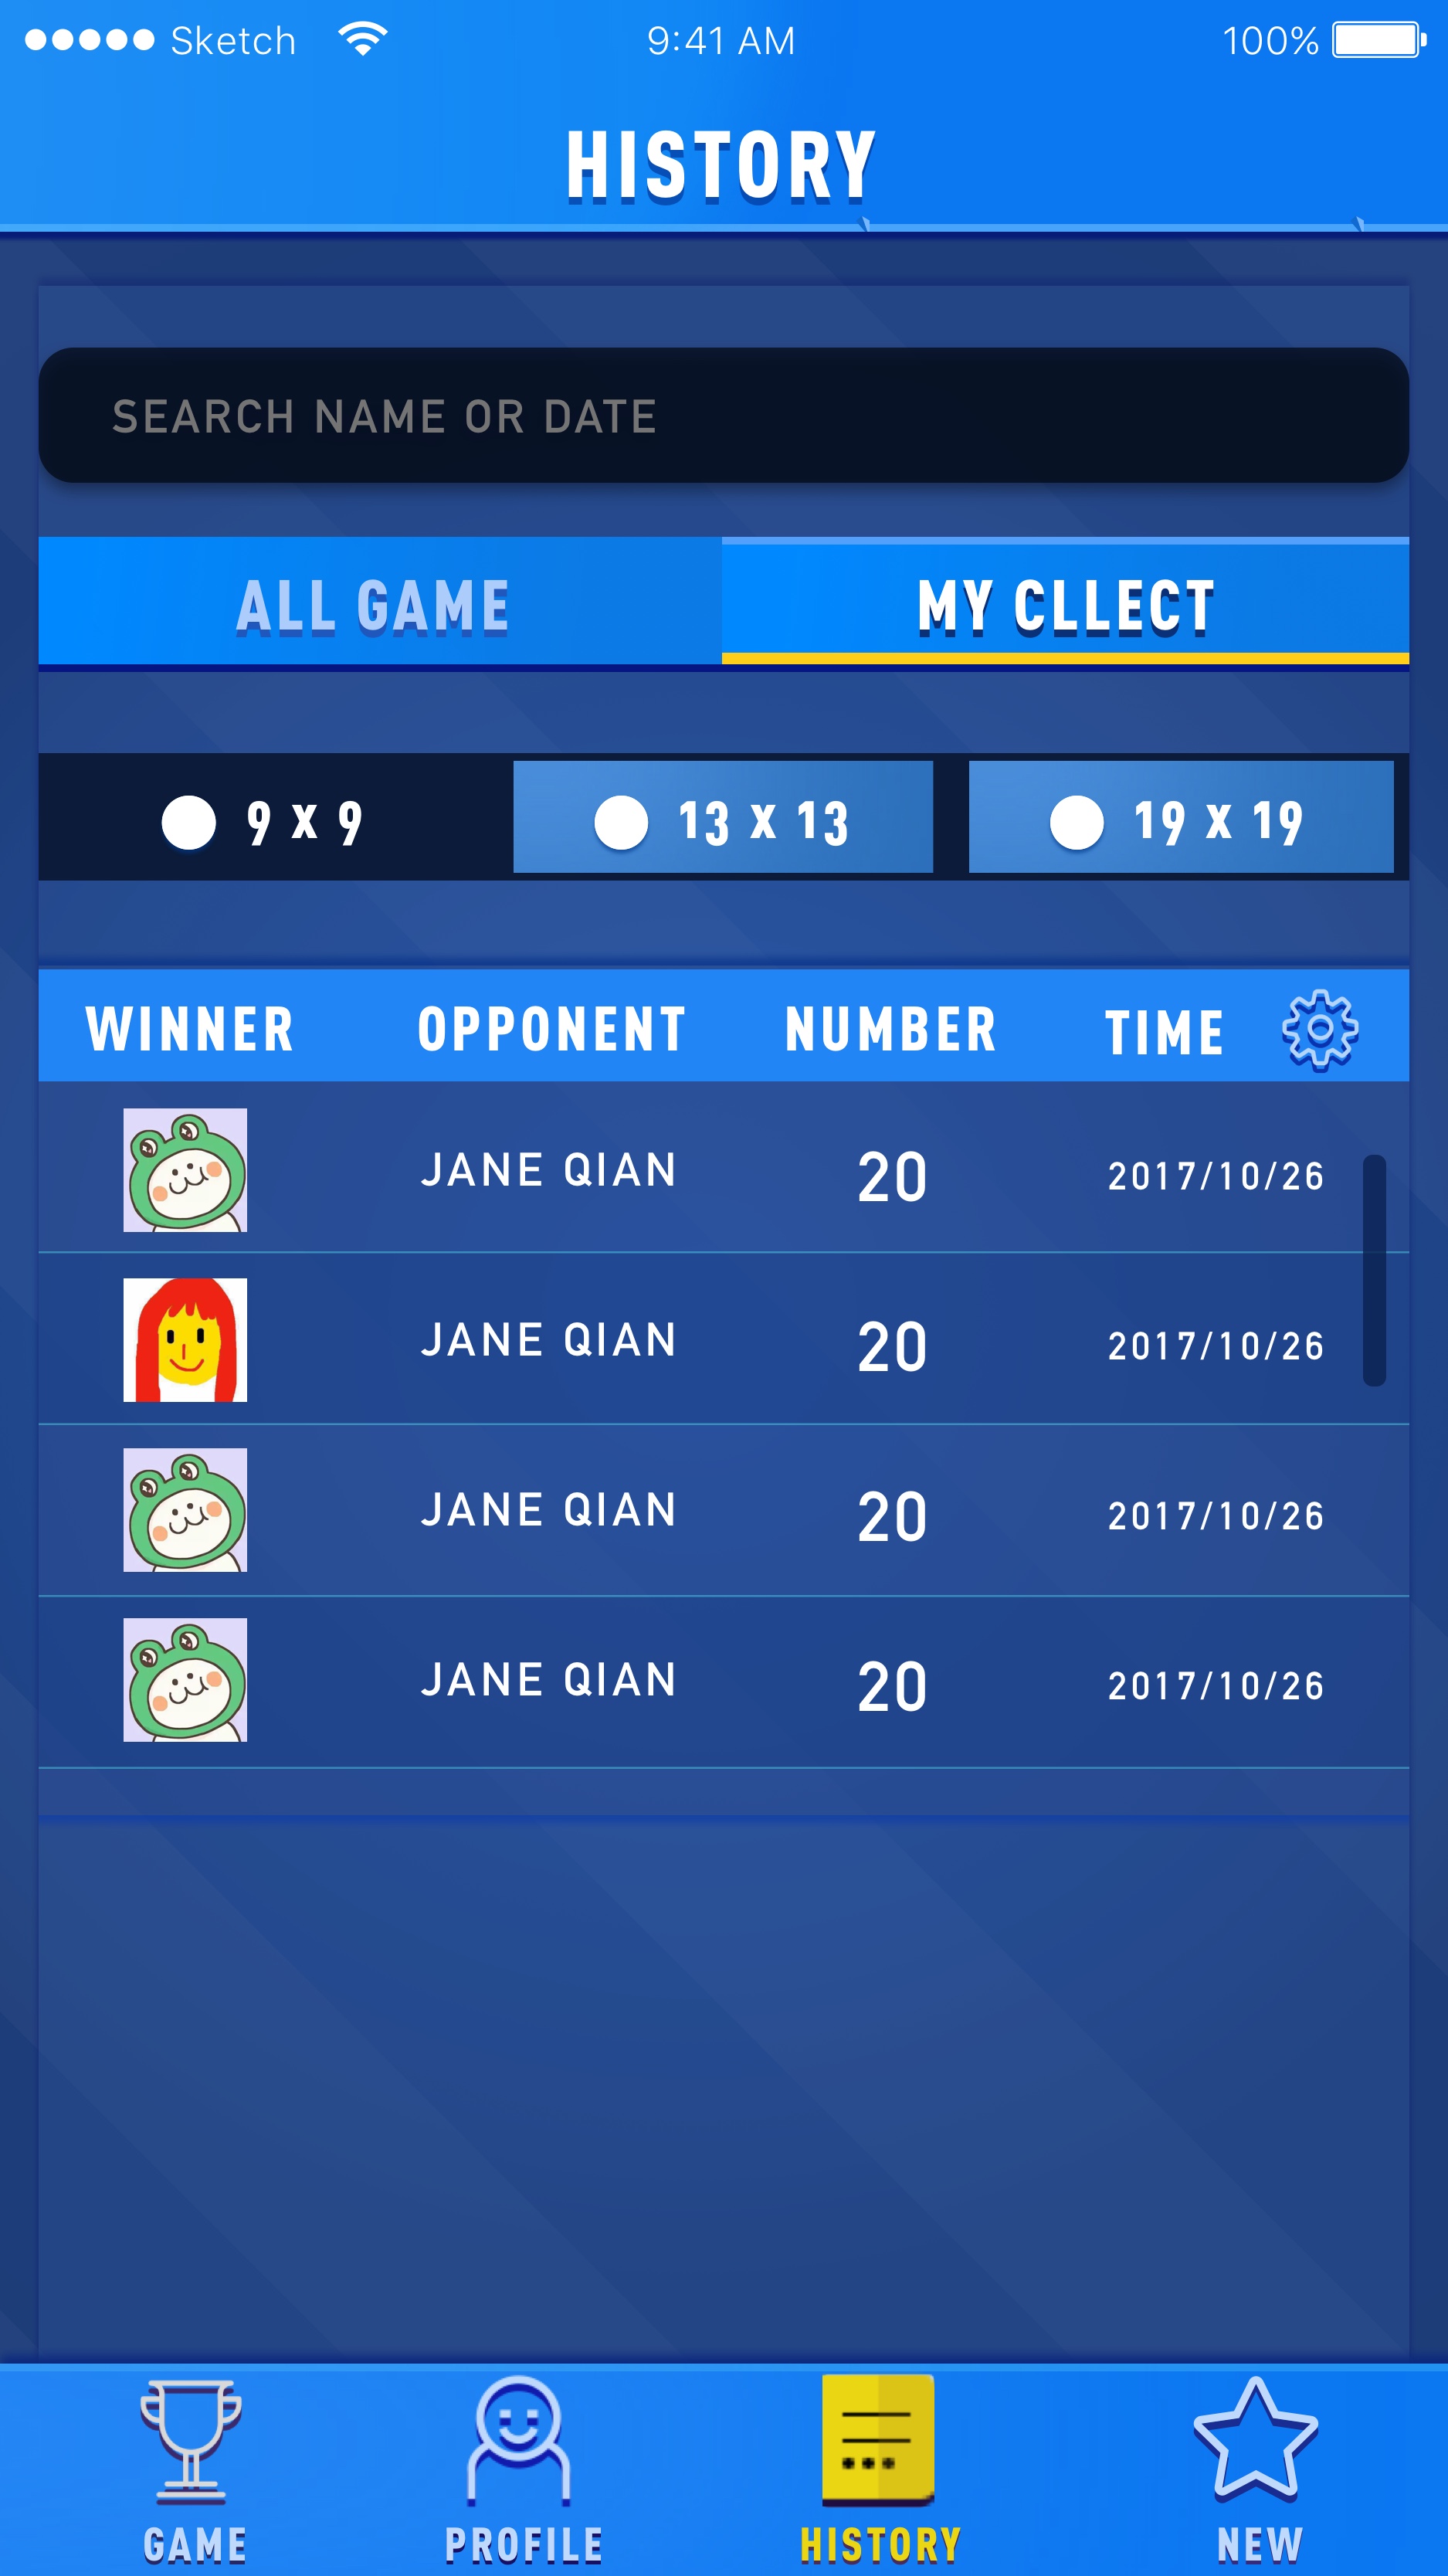 Sketch 9:41 AM 100%
HISTORY
SEARCH NAME OR DATE
ALL GAME MY CLLECT
9 X 9 13 X 13 19 X 19
WINNER OPPONENT NUMBER TIME
JANE QIAN 20 2017/10/26
JANE QIAN 20 2017/10/26
JANE QIAN 20 2017/10/26
JANE QIAN 20 2017/10/26
GAME PROFILE HISTORY NEW